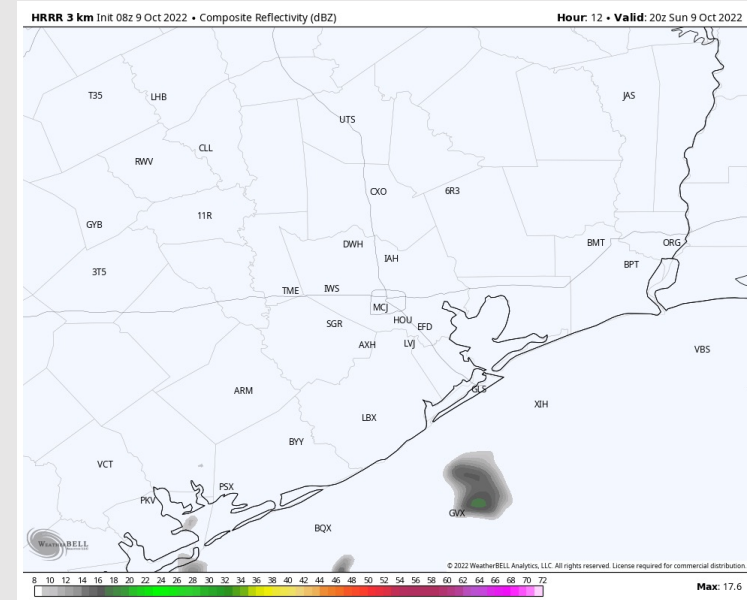 HRRR 3 km Init 08z 9 Oct 2022 • Composite Reflectivity (dBZ)
Hour: 12 • Valid: 20z Sun 9 Oct 2022
T35
LHB
JAS
UTS
CLL
RWV
CXO
6R3
11R
GYB
DWH
BMT
ORG
IAH
BPT
3T5
TME
IWS
MCJ
SGR
HOU
EFD
AXH
LVJ
VBS
ARM
GLS
XIH
LBX
BYY
VCT
PSX
PKV
GVX
BQX
WeatherBELL
© 2022 WeatherBELL Analytics, LLC. All rights reserved. License required for commercial distribution.
8 10 12 14 16 18 20 22 24 26 28 30 32 34 36 38 40 42 44 46 48 50 52 54 56 58 60 62 64 66 68 70 72
Max: 17.6